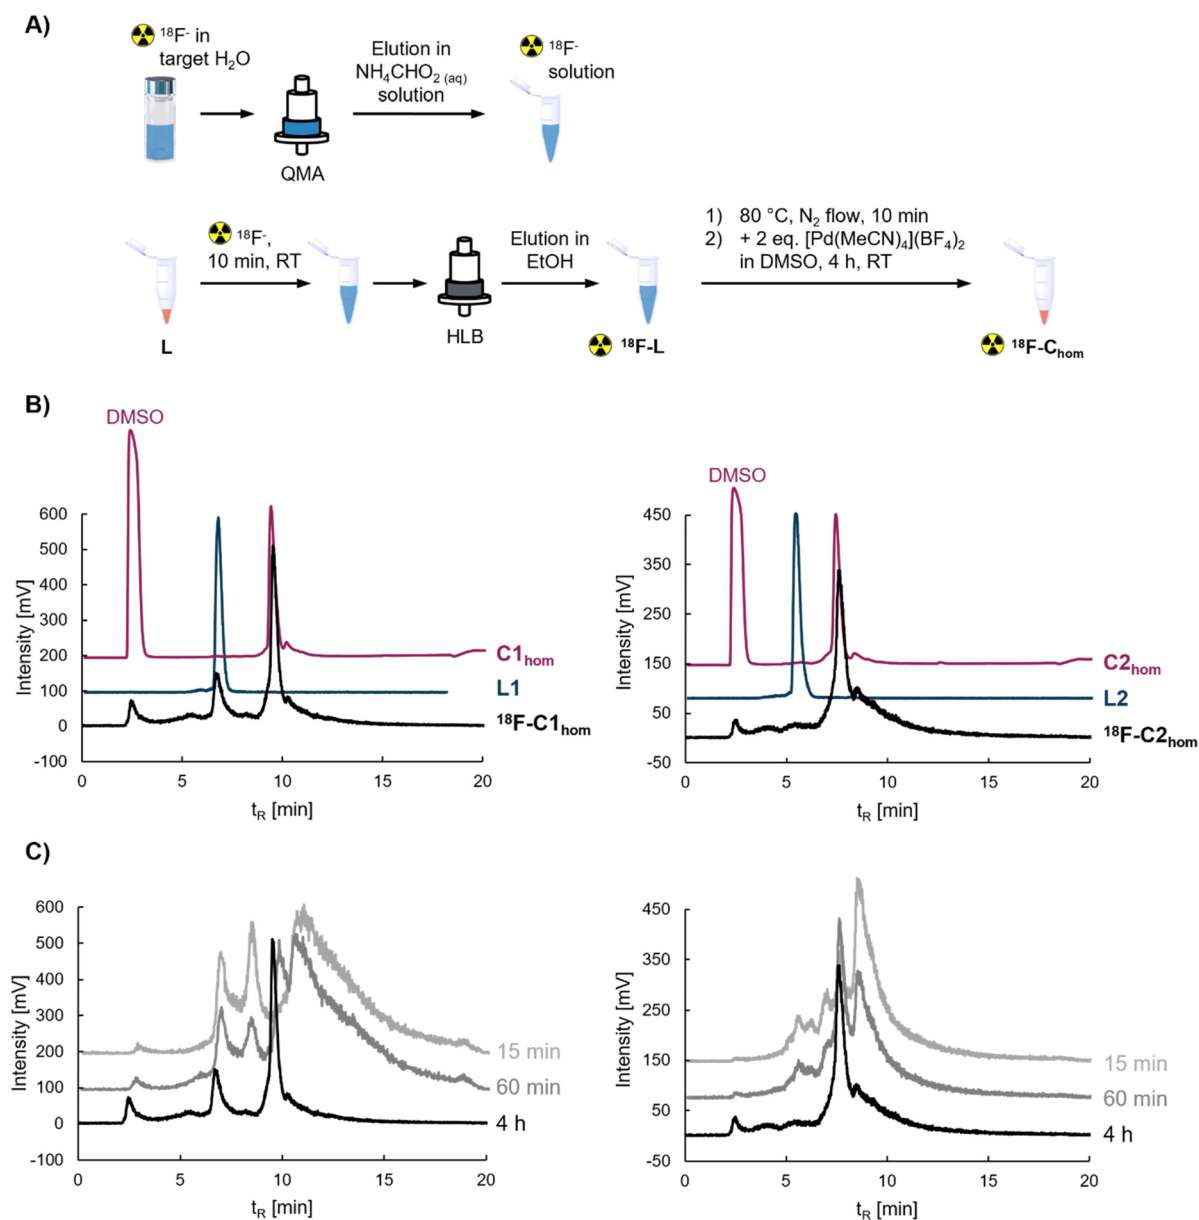 A)
¹⁸F⁻ in
target H₂O
Elution in
NH₄CHO₂ (aq)
solution
¹⁸F⁻
solution
QMA
¹⁸F⁻,
10 min, RT
Elution in
EtOH
1) 80 °C, N₂ flow, 10 min
2) + 2 eq. [Pd(MeCN)₄](BF₄)₂
in DMSO, 4 h, RT
L
HLB
¹⁸F-L
¹⁸F-Cₕₒₘ
B)
DMSO
600
500
400
300
200
100
0
-100
Intensity [mV]
C1ₕₒₘ
L1
¹⁸F-C1ₕₒₘ
0 5 10 15 20
tR [min]
DMSO
450
350
250
150
50
-50
Intensity [mV]
C2ₕₒₘ
L2
¹⁸F-C2ₕₒₘ
0 5 10 15 20
tR [min]
C)
600
500
400
300
200
100
0
-100
Intensity [mV]
15 min
60 min
4 h
0 5 10 15 20
tR [min]
450
350
250
150
50
-50
Intensity [mV]
15 min
60 min
4 h
0 5 10 15 20
tR [min]